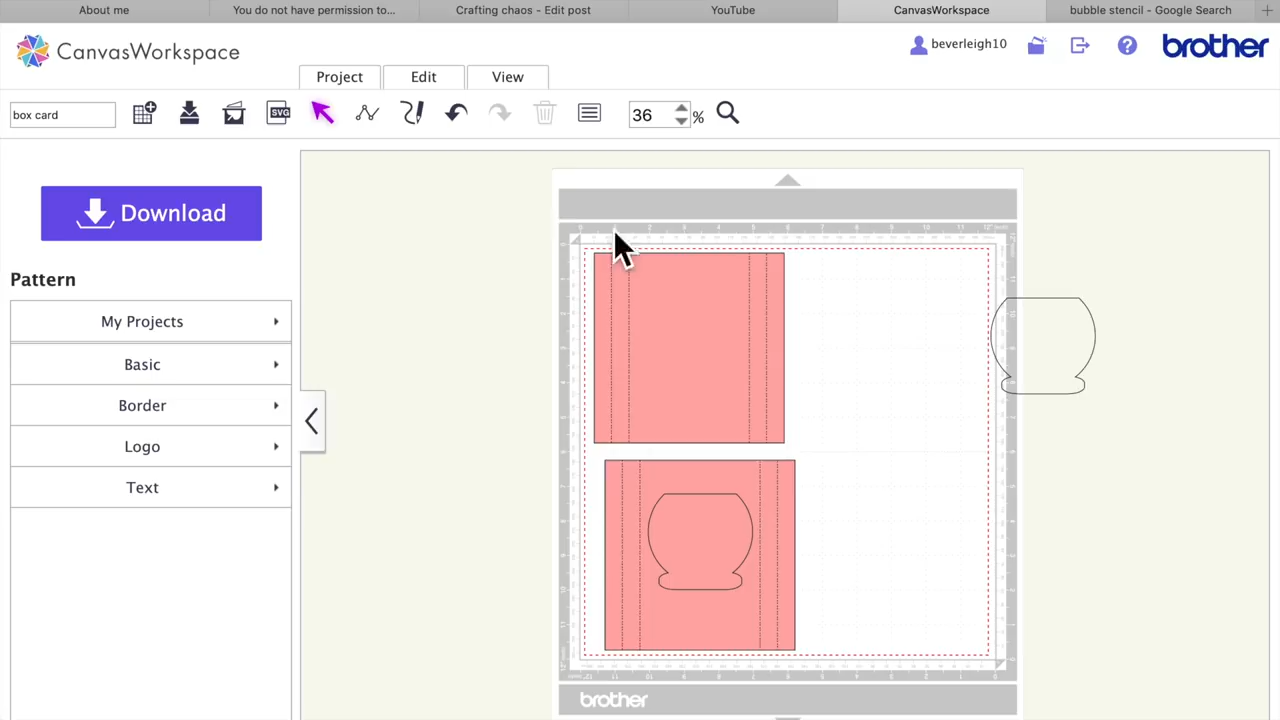 About me
You do not have permission to...
Crafting chaos - Edit post
YouTube
CanvasWorkspace
bubble stencil - Google Search
CanvasWorkspace
beverleigh10
brother
Project
Edit
View
box card
SVG
36
%
Download
Pattern
My Projects
Basic
Border
Logo
Text
brother